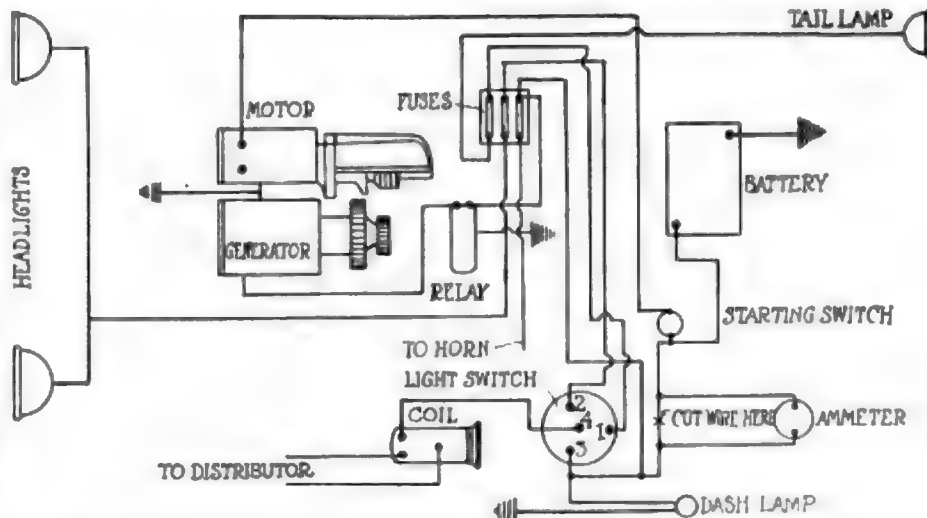 TAIL LAMP
MOTOR
FUSES
HEADLIGHTS
BATTERY
GENERATOR
RELAY
STARTING SWITCH
TO HORN
LIGHT SWITCH
COIL
2
4
1
3
CUT WIRE HERE
AMMETER
TO DISTRIBUTOR
DASH LAMP